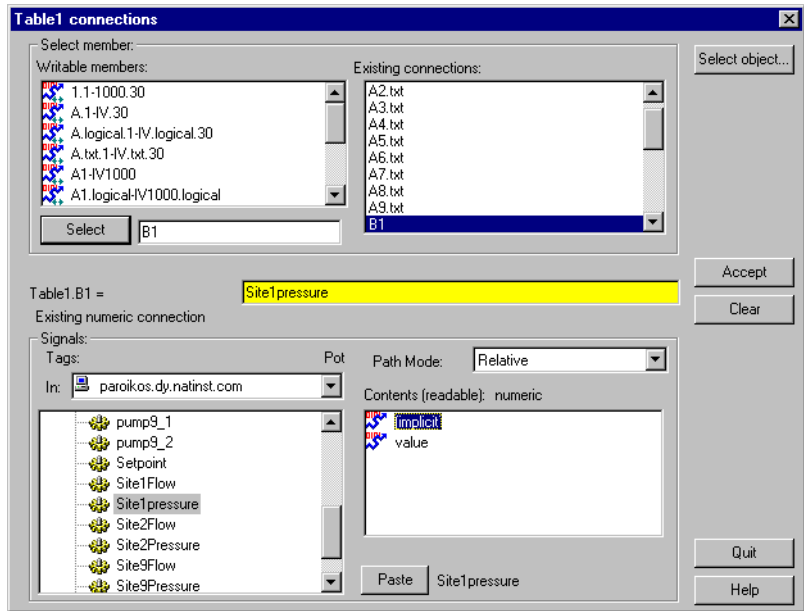 Table1 connections
Select member:
Writable members:
1.1-1000.30
A.1-IV.30
A.logical.1-IV.logical.30
A.txt.1-IV.txt.30
A1-IV1000
A1.logical-IV1000.logical
Select
B1
Existing connections:
A2.txt
A3.txt
A4.txt
A5.txt
A6.txt
A7.txt
A8.txt
A9.txt
B1
Select object...
Table1.B1 =
Site1pressure
Existing numeric connection
Accept
Clear
Signals:
Tags:
Pot
In:
paroikos.dy.natinst.com
pump9_1
pump9_2
Setpoint
Site1Flow
Site1pressure
Site2Flow
Site2Pressure
Site9Flow
Site9Pressure
Path Mode:
Relative
Contents (readable): numeric
implicit
value
Paste
Site1pressure
Quit
Help